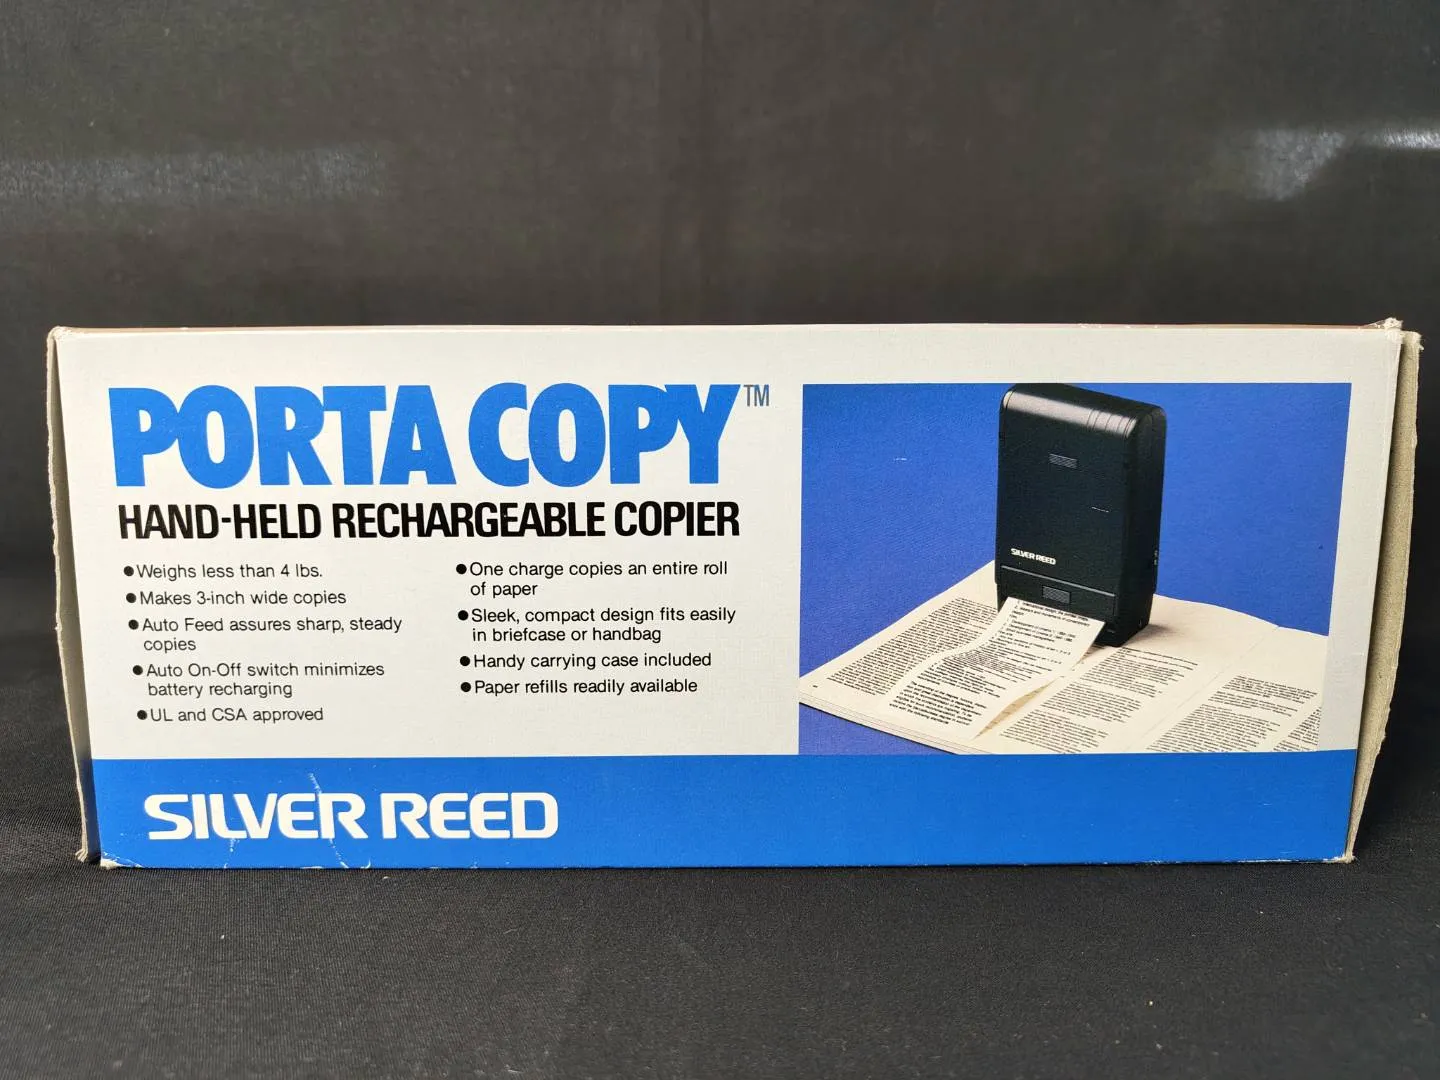 PORTA COPY™
HAND-HELD RECHARGEABLE COPIER
●Weighs less than 4 lbs.
●Makes 3-inch wide copies
●Auto Feed assures sharp, steady
copies
●Auto On-Off switch minimizes
battery recharging
●UL and CSA approved
●One charge copies an entire roll
of paper
●Sleek, compact design fits easily
in briefcase or handbag
●Handy carrying case included
●Paper refills readily available
SILVER REED
SILVER REED